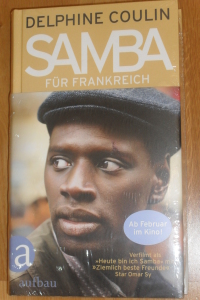 DELPHINE COULIN
SAMBA
FÜR FRANKREICH
Ab Februar
im Kino!
Verfilmt als
»Heute bin ich Samba« mit
»Ziemlich beste Freunde«-
Star Omar Sy
a
aufbau